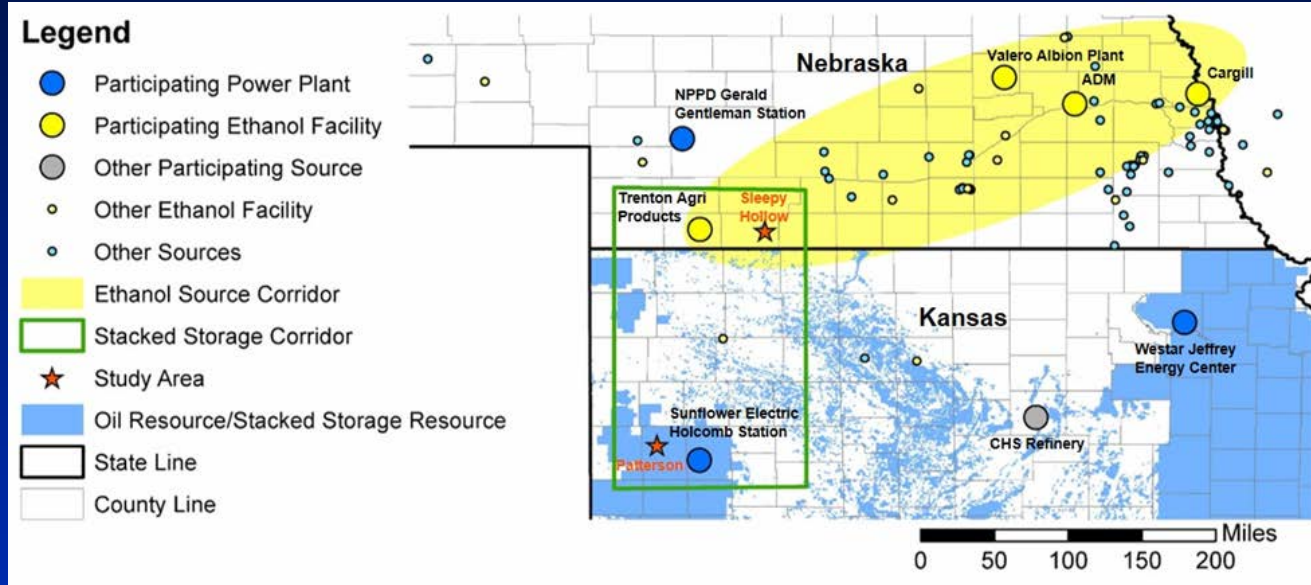 Legend
Participating Power Plant
Participating Ethanol Facility
Other Participating Source
Other Ethanol Facility
Other Sources
Ethanol Source Corridor
Stacked Storage Corridor
Study Area
Oil Resource/Stacked Storage Resource
State Line
County Line
Nebraska
Valero Albion Plant
ADM
Cargill
NPPD Gerald
Gentleman Station
Trenton Agri
Products
Sleepy
Hollow
Kansas
Westar Jeffrey
Energy Center
Sunflower Electric
Holcomb Station
Patterson
CHS Refinery
Miles
0 50 100 150 200